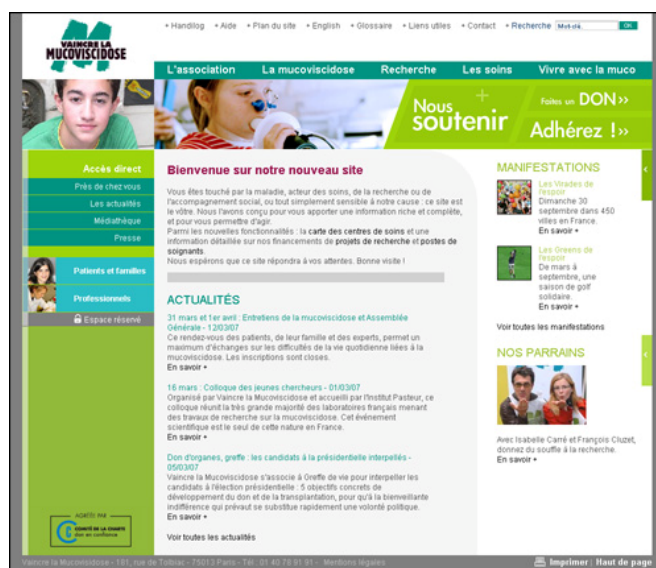 • Handilog • Aide • Plan du site • English • Glossaire • Liens utiles • Contact • Recherche Mot-clé. OK
VAINCRE LA
MUCOVISCIDOSE
L'association La mucoviscidose Recherche Les soins Vivre avec la muco
Nous
soutenir
Faites un DON»
Adhérez !»
Accès direct
Près de chez vous
Les actualités
Médiathèque
Presse
Patients et familles
Professionnels
Espace réservé
AGRÉÉE PAR
COMITÉ DE LA CHARTE
don en confiance
Bienvenue sur notre nouveau site
Vous êtes touché par la maladie, acteur des soins, de la recherche ou de
l'accompagnement social, ou tout simplement sensible à notre cause : ce site est
le vôtre. Nous l'avons conçu pour vous apporter une information riche et complète,
et pour vous permettre d'agir.
Parmi les nouvelles fonctionnalités : la carte des centres de soins et une
information détaillée sur nos financements de projets de recherche et postes de
soignants.
Nous espérons que ce site répondra à vos attentes. Bonne visite !
ACTUALITÉS
31 mars et 1er avril : Entretiens de la mucoviscidose et Assemblée
Générale - 12/03/07
Ce rendez-vous des patients, de leur famille et des experts, permet un
maximum d'échanges sur les difficultés de la vie quotidienne liées à la
mucoviscidose. Les inscriptions sont closes.
En savoir +
16 mars : Colloque des jeunes chercheurs - 01/03/07
Organisé par Vaincre la Mucoviscidose et accueilli par l'Institut Pasteur, ce
colloque réunit la très grande majorité des laboratoires français menant
des travaux de recherche sur la mucoviscidose. Cet événement
scientifique est le seul de cette nature en France.
En savoir +
Don d'organes, greffe : les candidats à la présidentielle interpellés -
05/03/07
Vaincre la Mucoviscidose s'associe à Greffe de vie pour interpeller les
candidats à l'élection présidentielle : 5 objectifs concrets de
développement du don et de la transplantation, pour qu'à la bienveillante
indifférence qui prévaut se substitue rapidement une volonté politique.
En savoir +
Voir toutes les actualités
MANIFESTATIONS
Les Virades de
l'espoir
Dimanche 30
septembre dans 450
villes en France.
En savoir +
Les Greens de
l'espoir
De mars à
septembre, une
saison de golf
solidaire.
En savoir +
Voir toutes les manifestations
NOS PARRAINS
Avec Isabelle Carré et François Cluzet,
donnez du souffle à la recherche.
En savoir +
Vaincre la Mucoviscidose - 181, rue de Tolbiac - 75013 Paris - Tél : 01 40 78 91 91 - Mentions légales
Imprimer | Haut de page